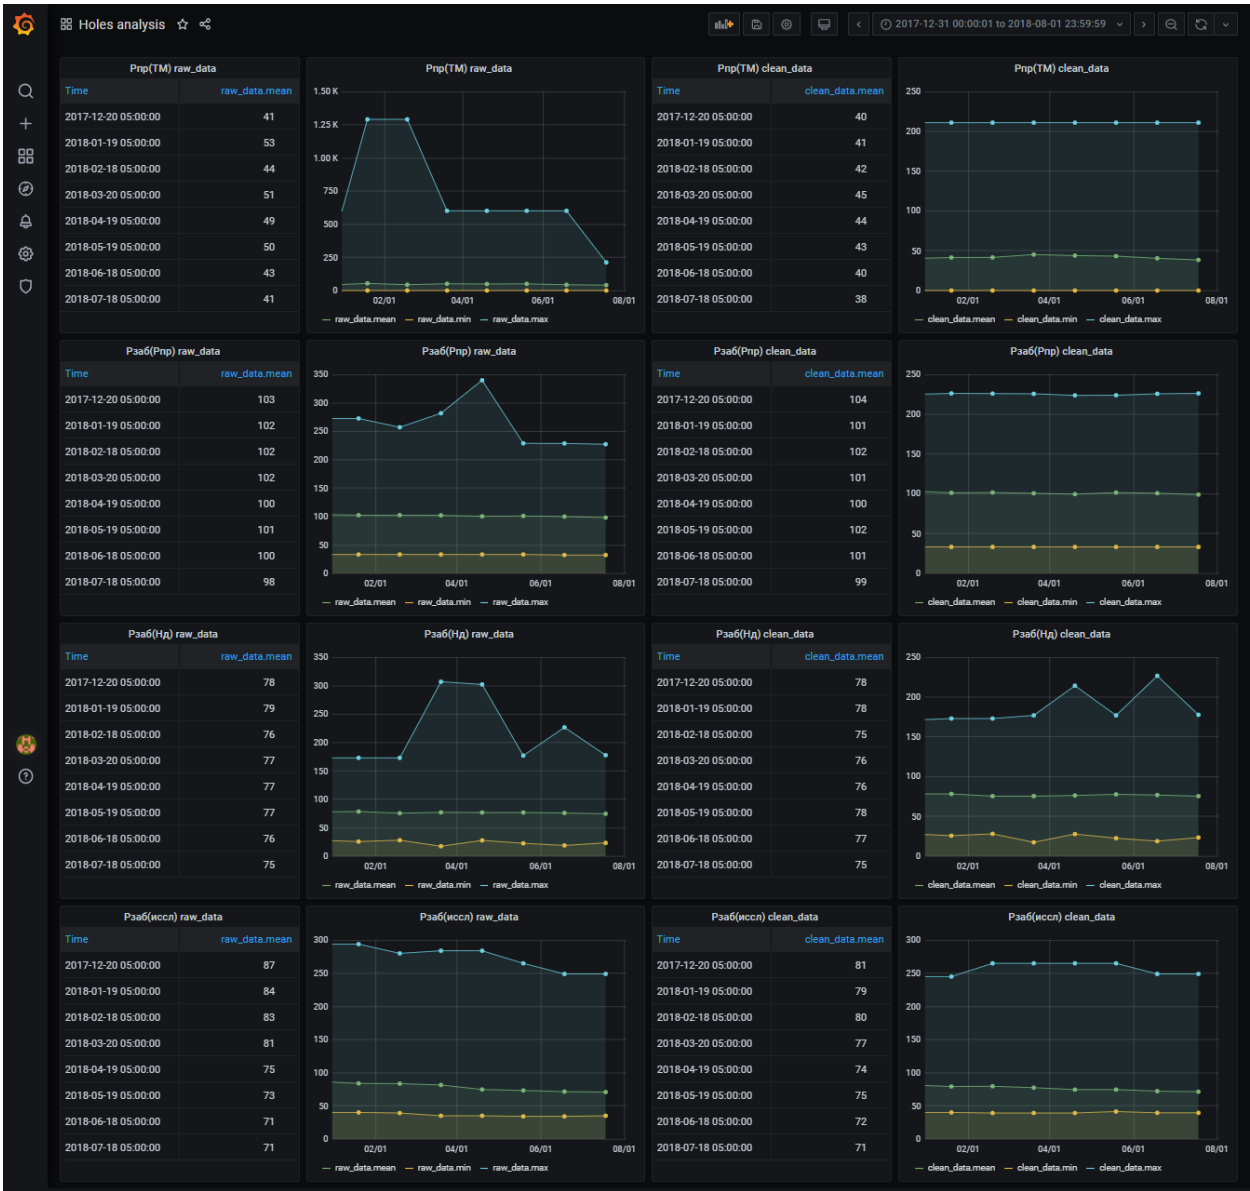 Holes analysis
2017-12-31 00:00:01 to 2018-08-01 23:59:59
Рпр(ТМ) raw_data
Time raw_data.mean
2017-12-20 05:00:00 41
2018-01-19 05:00:00 53
2018-02-18 05:00:00 44
2018-03-20 05:00:00 51
2018-04-19 05:00:00 49
2018-05-19 05:00:00 50
2018-06-18 05:00:00 43
2018-07-18 05:00:00 41
Рпр(ТМ) raw_data
1.50 K
1.25 K
1.00 K
750
500
250
0
02/01 04/01 06/01 08/01
raw_data.mean raw_data.min raw_data.max
Рпр(ТМ) clean_data
Time clean_data.mean
2017-12-20 05:00:00 40
2018-01-19 05:00:00 41
2018-02-18 05:00:00 42
2018-03-20 05:00:00 45
2018-04-19 05:00:00 44
2018-05-19 05:00:00 43
2018-06-18 05:00:00 40
2018-07-18 05:00:00 38
Рпр(ТМ) clean_data
250
200
150
100
50
0
02/01 04/01 06/01 08/01
clean_data.mean clean_data.min clean_data.max
Рзаб(Рпр) raw_data
Time raw_data.mean
2017-12-20 05:00:00 103
2018-01-19 05:00:00 102
2018-02-18 05:00:00 102
2018-03-20 05:00:00 102
2018-04-19 05:00:00 100
2018-05-19 05:00:00 101
2018-06-18 05:00:00 100
2018-07-18 05:00:00 98
Рзаб(Рпр) raw_data
350
300
250
200
150
100
50
0
02/01 04/01 06/01 08/01
raw_data.mean raw_data.min raw_data.max
Рзаб(Рпр) clean_data
Time clean_data.mean
2017-12-20 05:00:00 104
2018-01-19 05:00:00 101
2018-02-18 05:00:00 102
2018-03-20 05:00:00 101
2018-04-19 05:00:00 100
2018-05-19 05:00:00 102
2018-06-18 05:00:00 101
2018-07-18 05:00:00 99
Рзаб(Рпр) clean_data
250
200
150
100
50
0
02/01 04/01 06/01 08/01
clean_data.mean clean_data.min clean_data.max
Рзаб(Нд) raw_data
Time raw_data.mean
2017-12-20 05:00:00 78
2018-01-19 05:00:00 79
2018-02-18 05:00:00 76
2018-03-20 05:00:00 77
2018-04-19 05:00:00 77
2018-05-19 05:00:00 77
2018-06-18 05:00:00 76
2018-07-18 05:00:00 75
Рзаб(Нд) raw_data
350
300
250
200
150
100
50
0
02/01 04/01 06/01 08/01
raw_data.mean raw_data.min raw_data.max
Рзаб(Нд) clean_data
Time clean_data.mean
2017-12-20 05:00:00 78
2018-01-19 05:00:00 78
2018-02-18 05:00:00 75
2018-03-20 05:00:00 76
2018-04-19 05:00:00 76
2018-05-19 05:00:00 78
2018-06-18 05:00:00 77
2018-07-18 05:00:00 75
Рзаб(Нд) clean_data
250
200
150
100
50
0
02/01 04/01 06/01 08/01
clean_data.mean clean_data.min clean_data.max
Рзаб(иссл) raw_data
Time raw_data.mean
2017-12-20 05:00:00 87
2018-01-19 05:00:00 84
2018-02-18 05:00:00 83
2018-03-20 05:00:00 81
2018-04-19 05:00:00 75
2018-05-19 05:00:00 73
2018-06-18 05:00:00 71
2018-07-18 05:00:00 71
Рзаб(иссл) raw_data
300
250
200
150
100
50
0
02/01 04/01 06/01 08/01
raw_data.mean raw_data.min raw_data.max
Рзаб(иссл) clean_data
Time clean_data.mean
2017-12-20 05:00:00 81
2018-01-19 05:00:00 79
2018-02-18 05:00:00 80
2018-03-20 05:00:00 77
2018-04-19 05:00:00 74
2018-05-19 05:00:00 75
2018-06-18 05:00:00 72
2018-07-18 05:00:00 71
Рзаб(иссл) clean_data
300
250
200
150
100
50
0
02/01 04/01 06/01 08/01
clean_data.mean clean_data.min clean_data.max